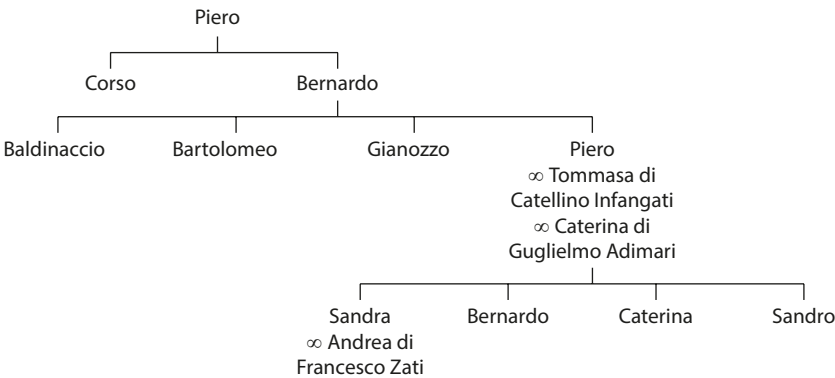 Piero
Corso Bernardo
Baldinaccio Bartolomeo Gianozzo Piero
∞ Tommasa di
Catellino Infangati
∞ Caterina di
Guglielmo Adimari
Sandra Bernardo Caterina Sandro
∞ Andrea di
Francesco Zati